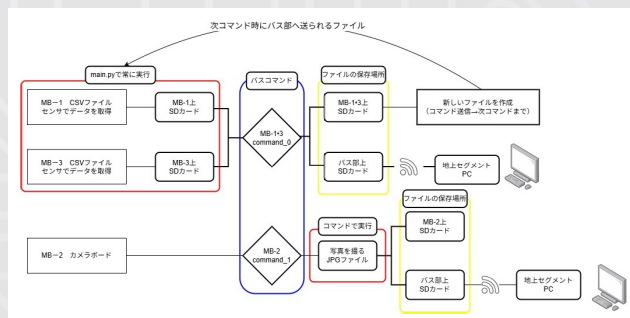 次コマンド時にバス部へ送られるファイル
main.pyで常に実行
バスコマンド
ファイルの保存場所
MB－1 CSVファイル
センサでデータを取得
MB-1上
SDカード
MB-1•3
command_0
MB-1•3上
SDカード
新しいファイルを作成
（コマンド送信→次コマンドまで）
MB－3 CSVファイル
センサでデータを取得
MB-3上
SDカード
バス部上
SDカード
地上セグメント
PC
ファイルの保存場所
コマンドで実行
MB－2 カメラボード
MB-2
command_1
写真を撮る
JPGファイル
MB-2上
SDカード
バス部上
SDカード
地上セグメント
PC